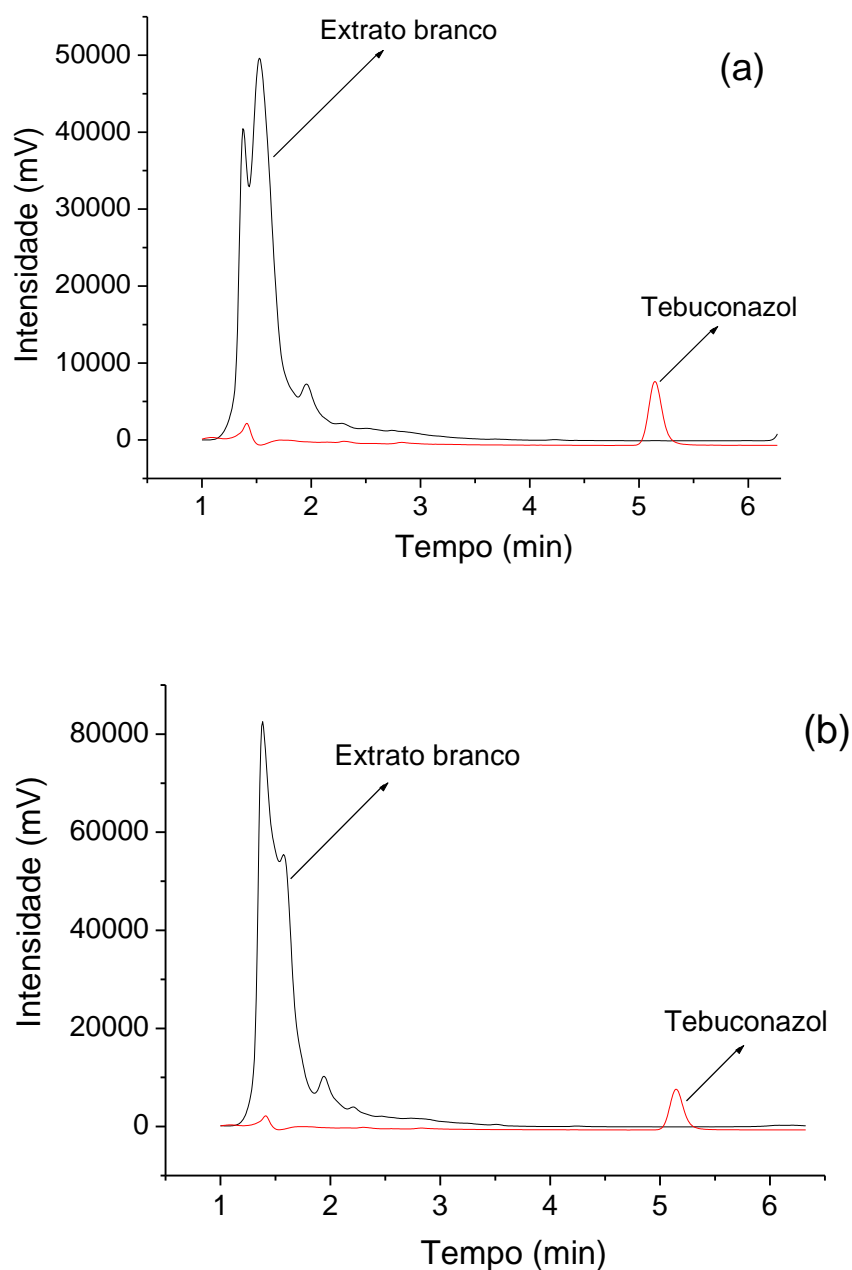 Extrato branco
(a)
50000
40000
30000
20000
10000
0
Intensidade (mV)
Tebuconazol
1 2 3 4 5 6
Tempo (min)
(b)
80000
60000
40000
20000
0
Intensidade (mV)
Extrato branco
Tebuconazol
1 2 3 4 5 6
Tempo (min)